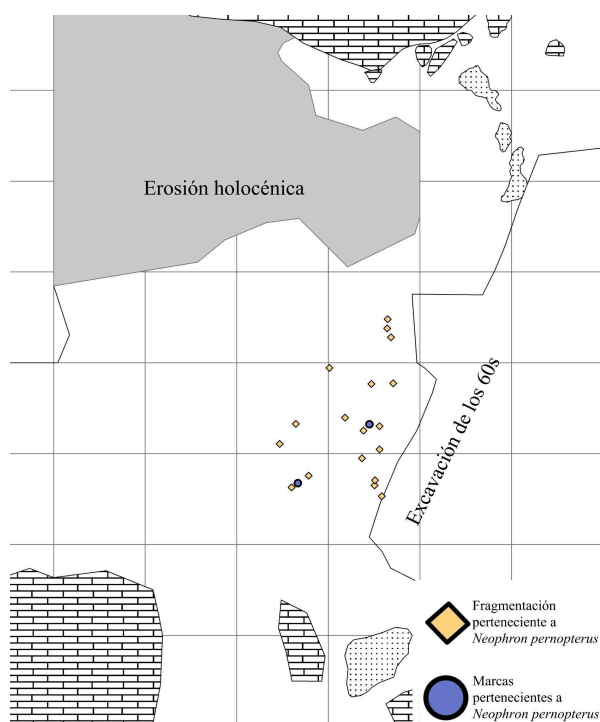 Erosión holocénica
Excavación de los 60s
Fragmentación
perteneciente a
Neophron pernopterus
Marcas
pertenecientes a
Neophron pernopterus